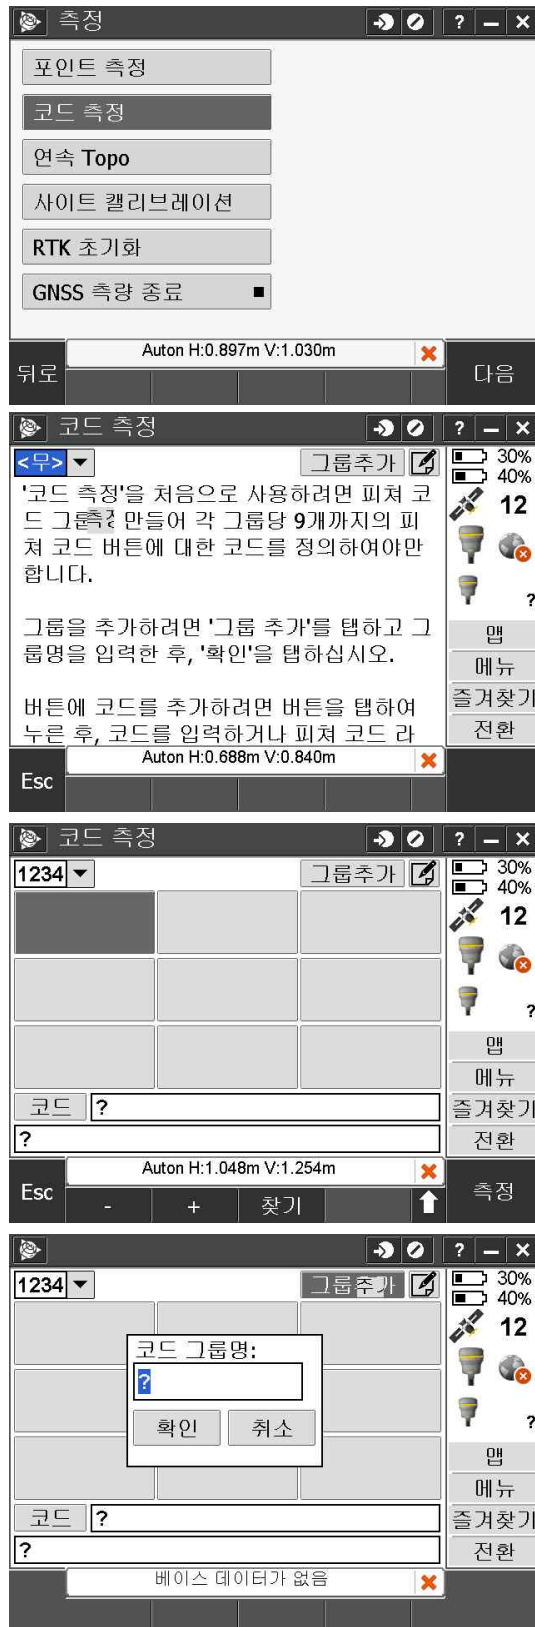 측정
? – ×
포인트 측정
코드 측정
연속 Topo
사이트 캘리브레이션
RTK 초기화
GNSS 측량 종료
Auton H:0.897m V:1.030m
뒤로
다음
코드 측정
? – ×
<무>
그룹추가
30%
40%
'코드 측정'을 처음으로 사용하려면 피쳐 코
드 그룹 만들어 각 그룹당 9개까지의 피
쳐 코드 버튼에 대한 코드를 정의하여야만
합니다.
12
?
그룹을 추가하려면 '그룹 추가'를 탭하고 그
룹명을 입력한 후, '확인'을 탭하십시오.
버튼에 코드를 추가하려면 버튼을 탭하여
누른 후, 코드를 입력하거나 피쳐 코드 라
맵
메뉴
즐겨찾기
전환
Auton H:0.688m V:0.840m
Esc
코드 측정
? – ×
1234
그룹추가
30%
40%
12
?
맵
메뉴
즐겨찾기
전환
코드
?
?
Auton H:1.048m V:1.254m
Esc
- + 찾기
측정
? – ×
1234
그룹추가
30%
40%
12
?
코드 그룹명:
?
확인 취소
맵
메뉴
즐겨찾기
전환
코드
?
?
베이스 데이터가 없음